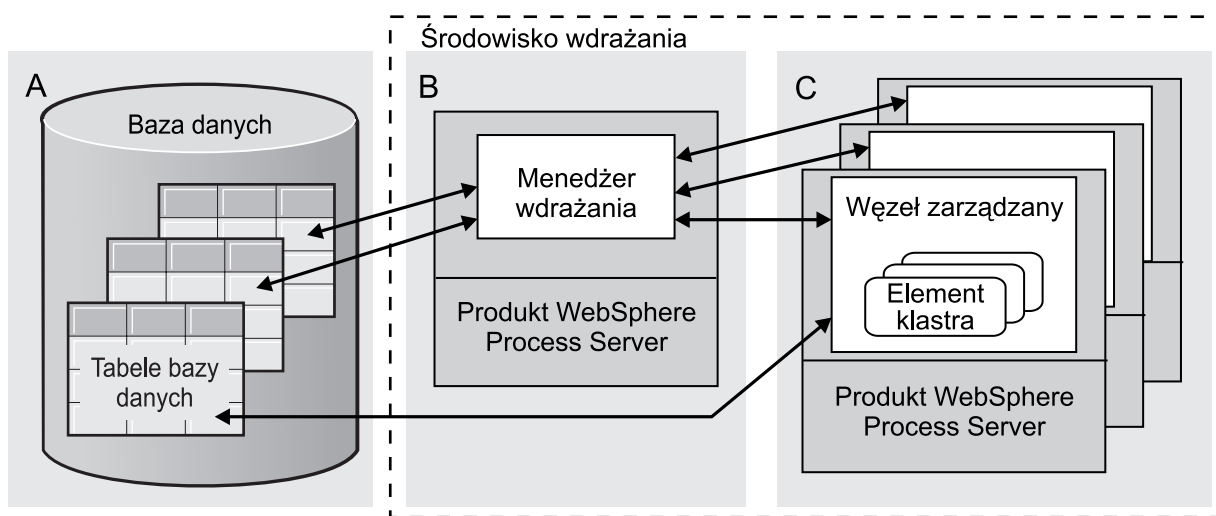 Środowisko wdrażania
A
Baza danych
Tabele bazy
danych
B
Menedżer
wdrażania
Produkt WebSphere
Process Server
C
Węzeł zarządzany
Element
klastra
Produkt WebSphere
Process Server